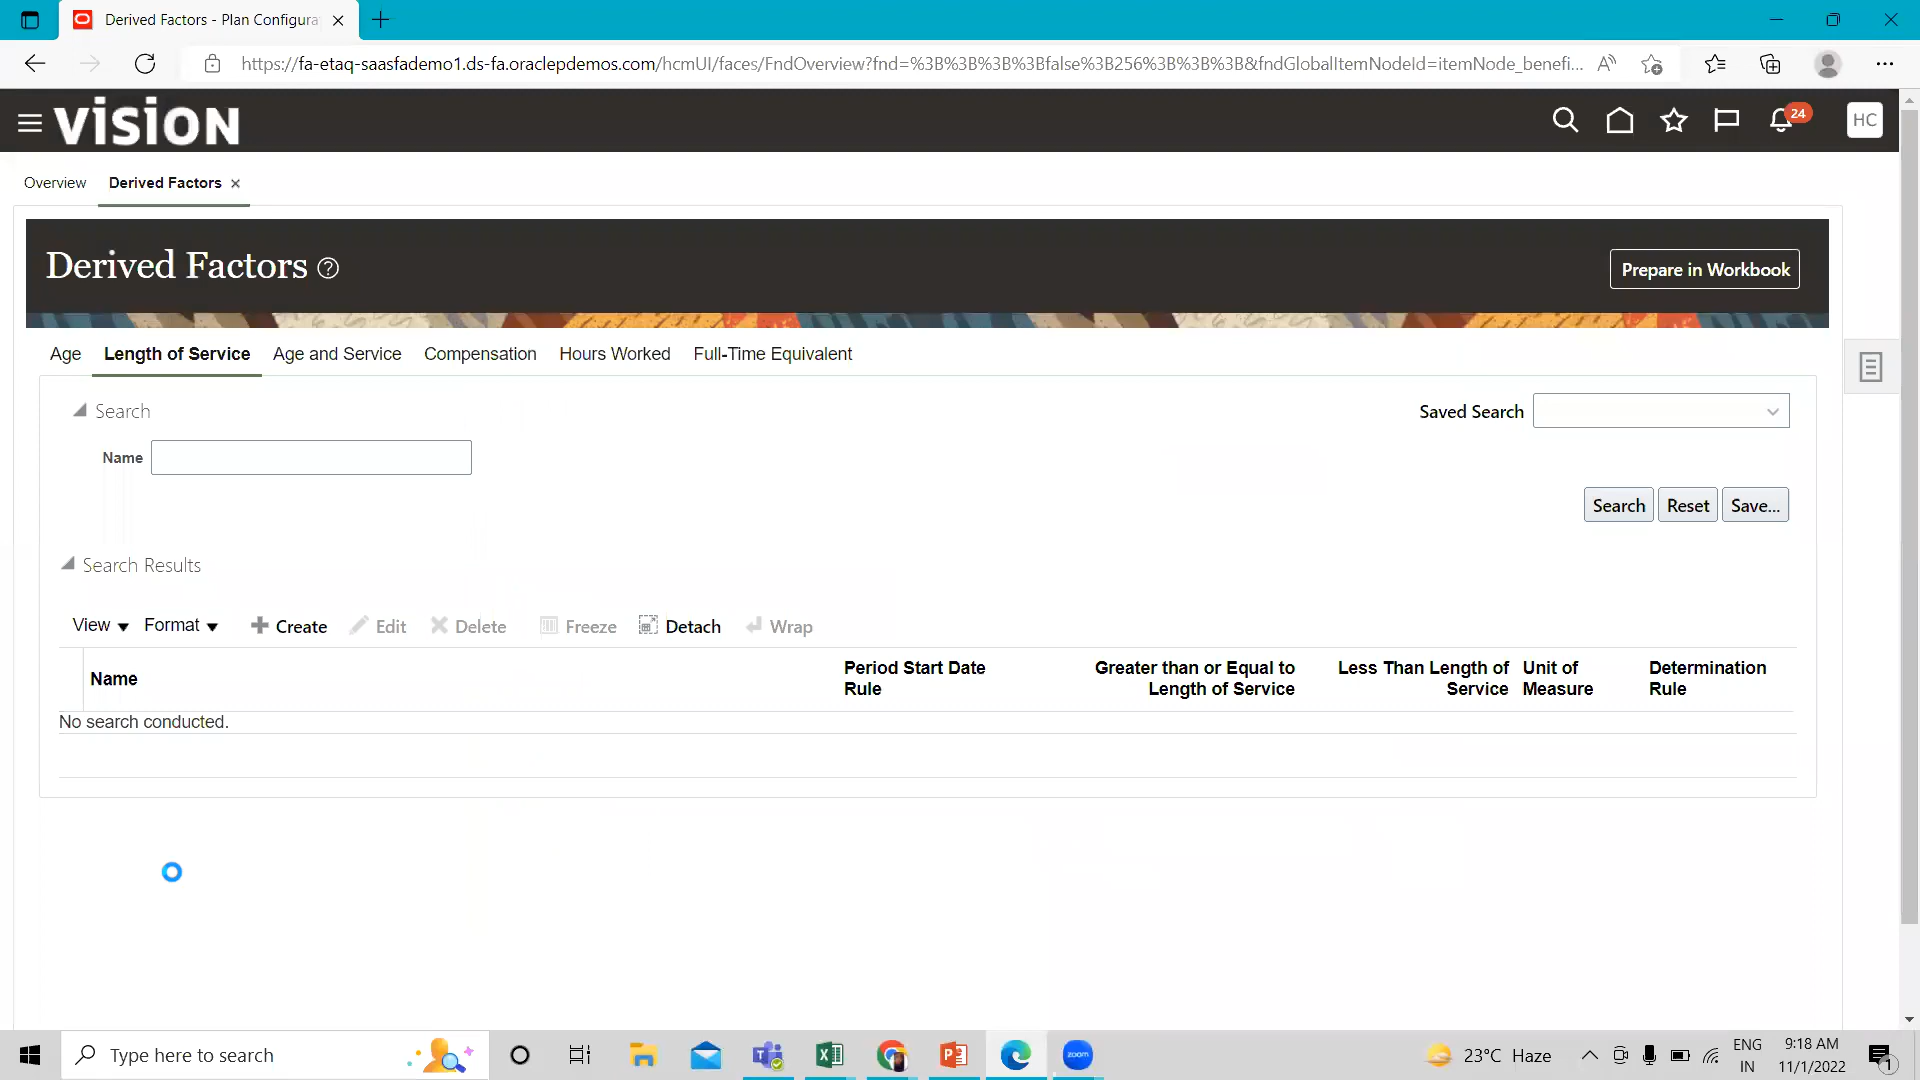 Derived Factors - Plan Configura
https://fa-etaq-saasfademo1.ds-fa.oraclepdemos.com/hcmUI/faces/FndOverview?fnd=%3B%3B%3B%3Bfalse%3B256%3B%3B%3B&fndGlobalItemNodeId=itemNode_benefi...
vision
24
HC
Overview
Derived Factors
Derived Factors
Prepare in Workbook
Age
Length of Service
Age and Service
Compensation
Hours Worked
Full-Time Equivalent
Search
Saved Search
Name
Search
Reset
Save...
Search Results
View
Format
Create
Edit
Delete
Freeze
Detach
Wrap
Name
Period Start Date
Rule
Greater than or Equal to
Length of Service
Less Than Length of
Service
Unit of
Measure
Determination
Rule
No search conducted.
Type here to search
zoom
23°C Haze
ENG
IN
9:18 AM
11/1/2022
1